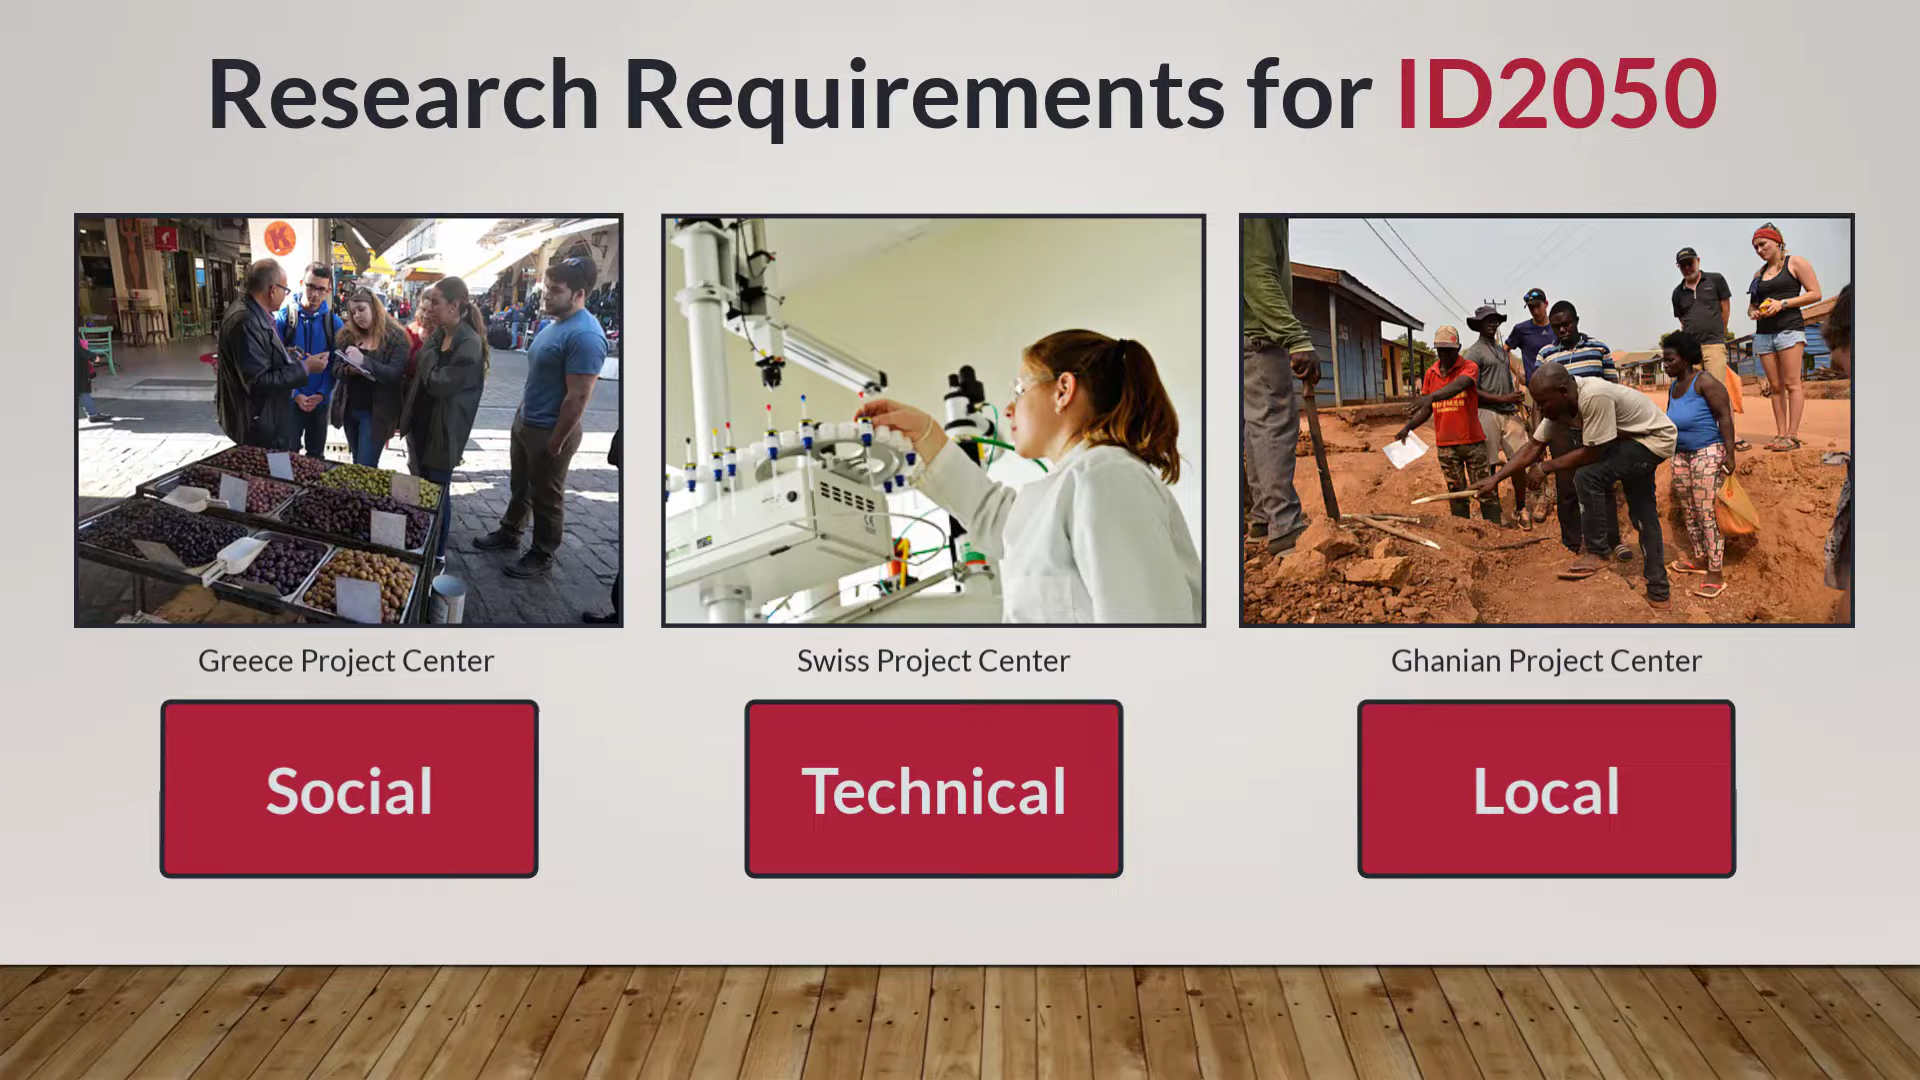 Research Requirements for ID2050
K
Greece Project Center
Swiss Project Center
Ghanian Project Center
Social
Technical
Local